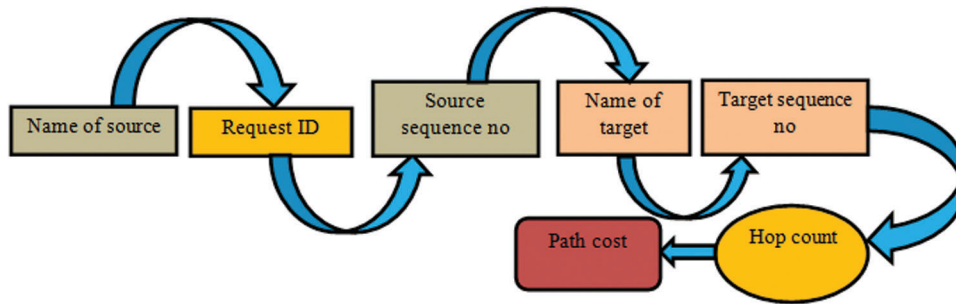 Name of source
Request ID
Source
sequence no
Name of
target
Target sequence
no
Hop count
Path cost